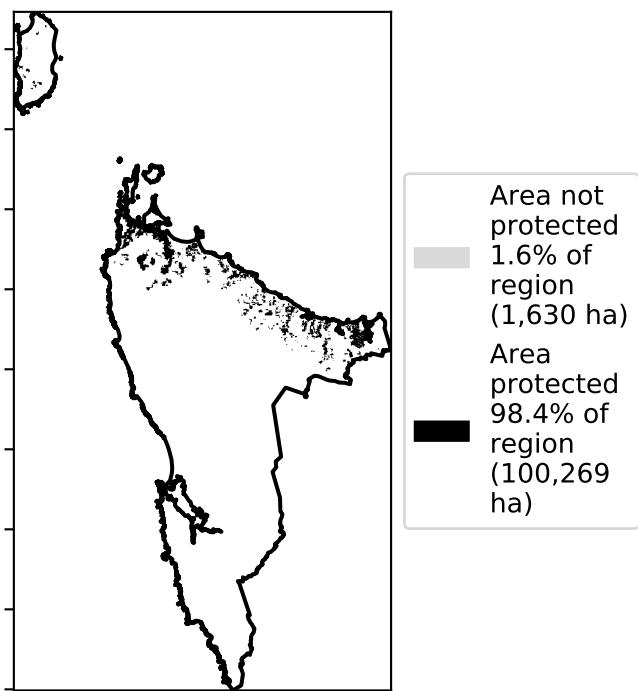 Area not
protected
1.6% of
region
(1,630 ha)
Area
protected
98.4% of
region
(100,269
ha)